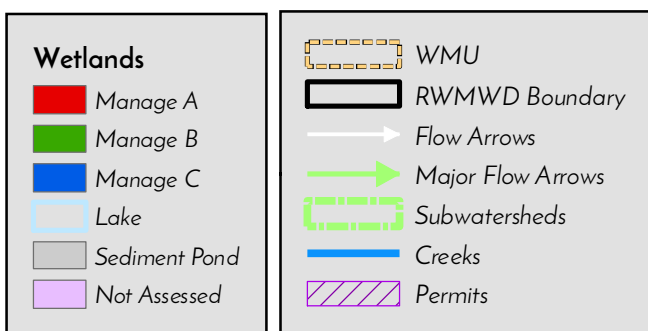 Wetlands
Manage A
Manage B
Manage C
Lake
Sediment Pond
Not Assessed
WMU
RWMWD Boundary
Flow Arrows
Major Flow Arrows
Subwatersheds
Creeks
Permits